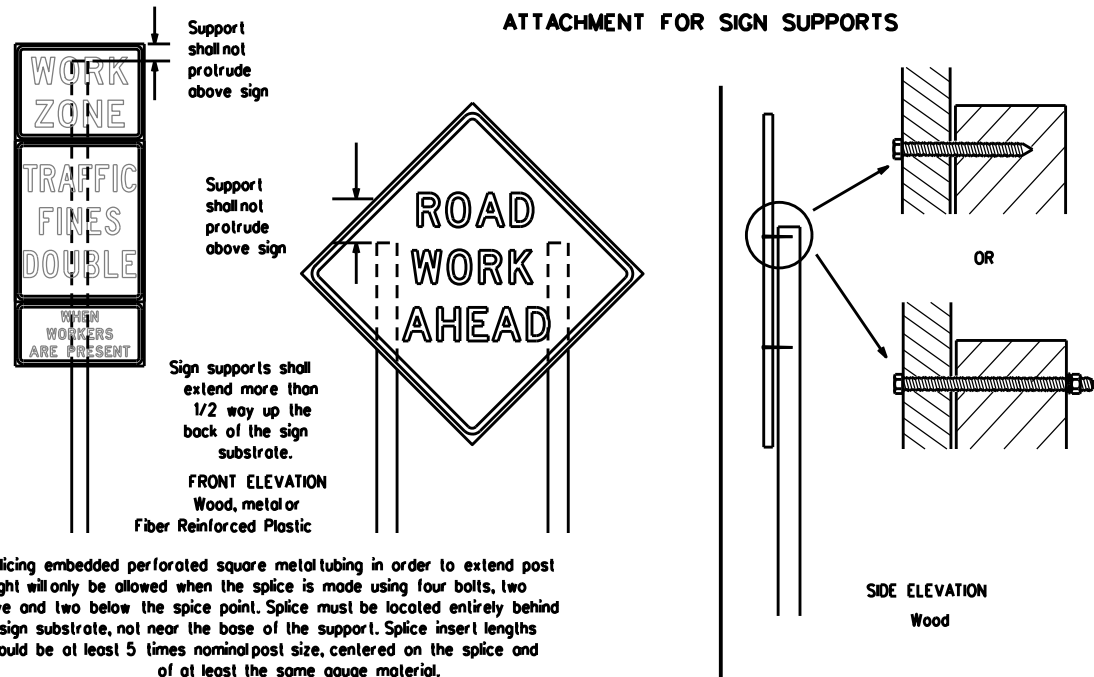 ATTACHMENT FOR SIGN SUPPORTS
Support
shall not
protrude
above sign
WORK
ZONE
TRAFFIC
FINES
DOUBLE
WHEN
WORKERS
ARE PRESENT
Support
shall not
protrude
above sign
ROAD
WORK
AHEAD
Sign supports shall
extend more than
1/2 way up the
back of the sign
substrate.
FRONT ELEVATION
Wood, metal or
Fiber Reinforced Plastic
OR
SIDE ELEVATION
Wood
embedded perforated square metal tubing in order to extend post
will only be allowed when the splice is made using four bolts, two
and two below the spice point. Splice must be located entirely behind
sign substrate, not near the base of the support. Splice insert lengths
be at least 5 times nominal post size, centered on the splice and
of at least the same gauge material.